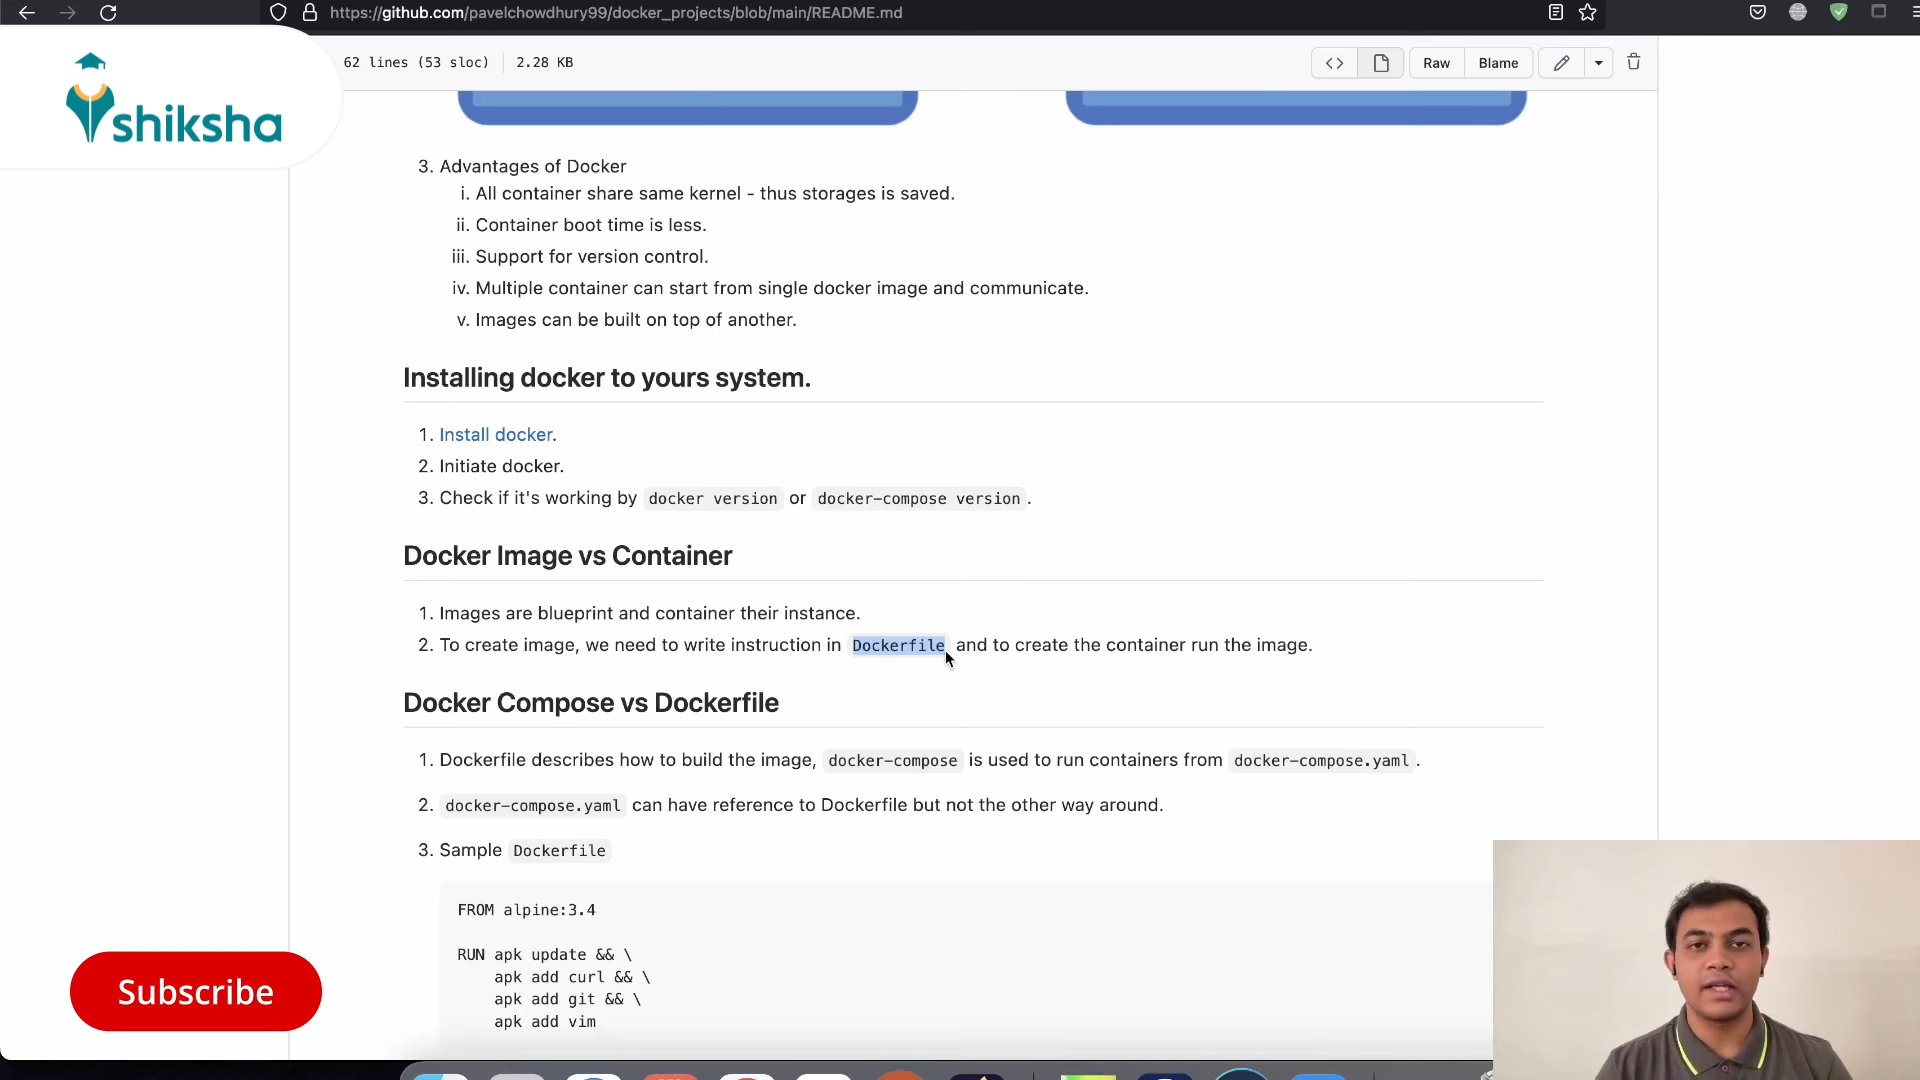 https://github.com/pavelchowdhury99/docker_projects/blob/main/README.md
shiksha
62 lines (53 sloc) 2.28 KB
Raw Blame
3. Advantages of Docker
i. All container share same kernel - thus storages is saved.
ii. Container boot time is less.
iii. Support for version control.
iv. Multiple container can start from single docker image and communicate.
v. Images can be built on top of another.
Installing docker to yours system.
1. Install docker.
2. Initiate docker.
3. Check if it's working by docker version or docker-compose version.
Docker Image vs Container
1. Images are blueprint and container their instance.
2. To create image, we need to write instruction in Dockerfile and to create the container run the image.
Docker Compose vs Dockerfile
1. Dockerfile describes how to build the image, docker-compose is used to run containers from docker-compose.yaml.
2. docker-compose.yaml can have reference to Dockerfile but not the other way around.
3. Sample Dockerfile
FROM alpine:3.4
RUN apk update && \
apk add curl && \
apk add git && \
apk add vim
Subscribe